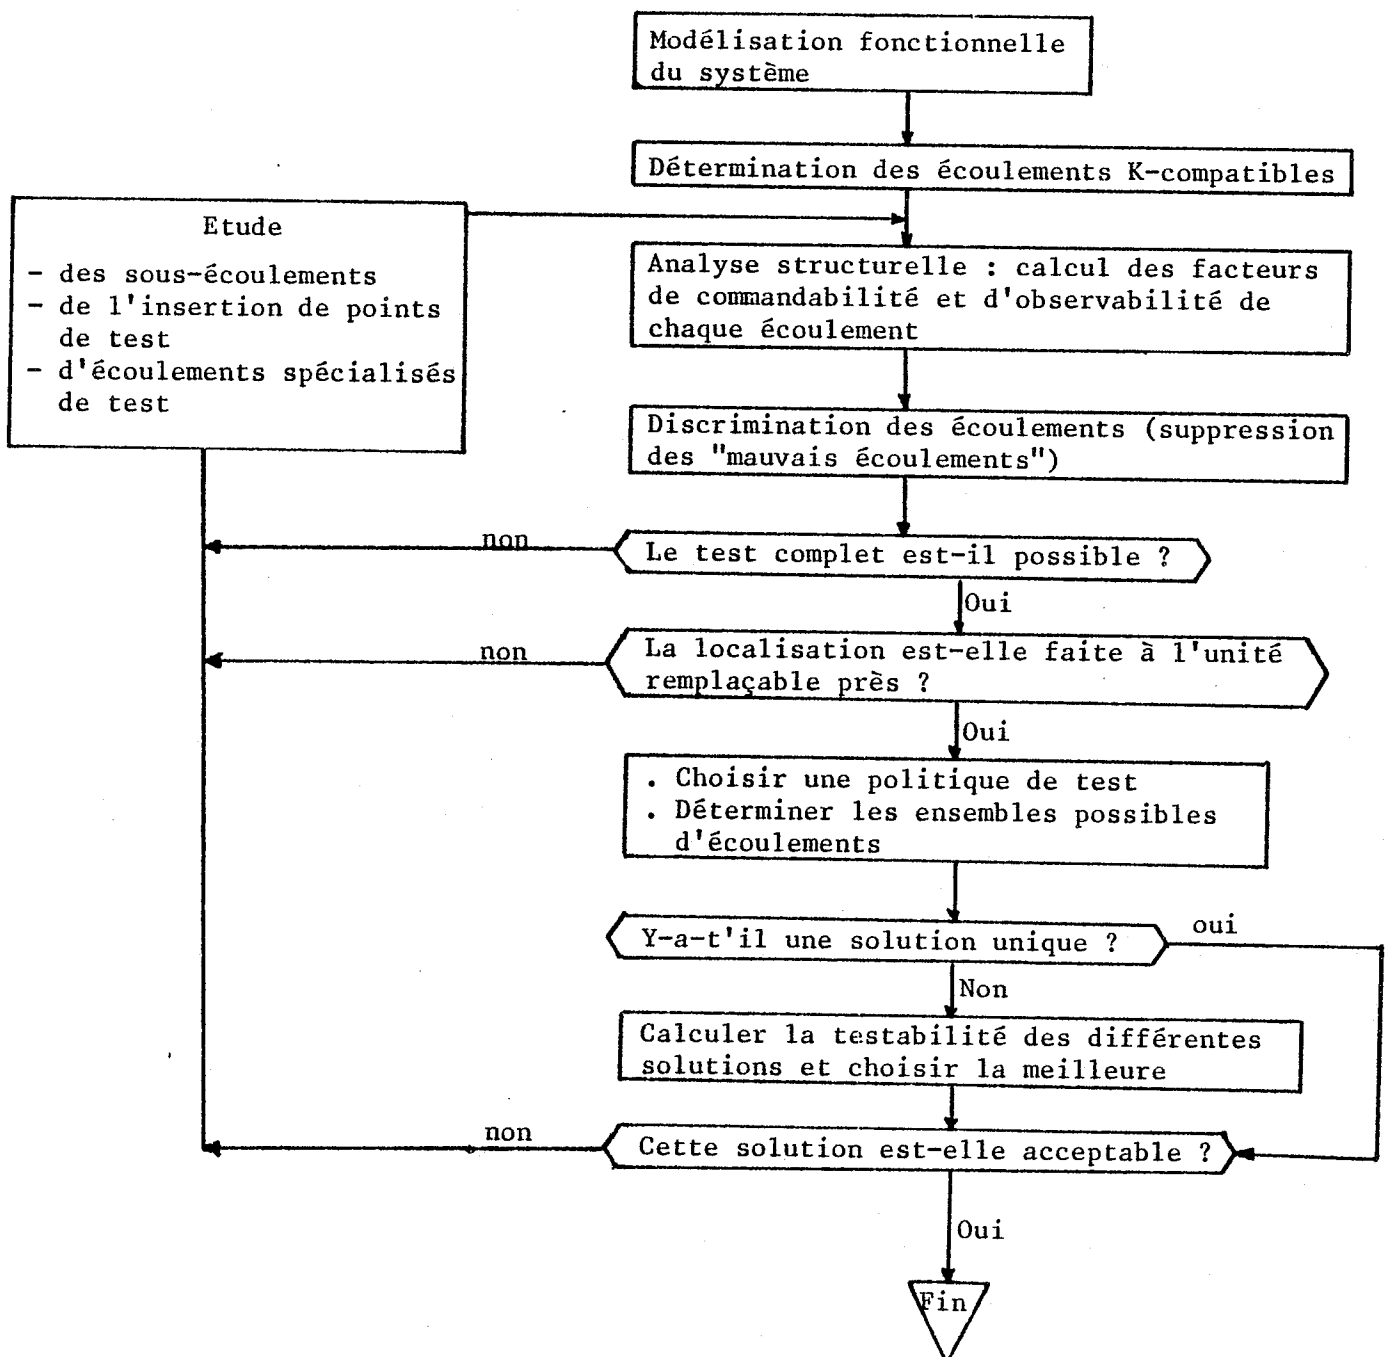 Modélisation fonctionnelle
du système
Détermination des écoulements K-compatibles
Etude
- des sous-écoulements
- de l'insertion de points
de test
- d'écoulements spécialisés
de test
Analyse structurelle : calcul des facteurs
de commandabilité et d'observabilité de
chaque écoulement
Discrimination des écoulements (suppression
des "mauvais écoulements")
non
Le test complet est-il possible ?
Oui
non
La localisation est-elle faite à l'unité
remplaçable près ?
Oui
. Choisir une politique de test
. Déterminer les ensembles possibles
d'écoulements
Y-a-t'il une solution unique ?
oui
Non
Calculer la testabilité des différentes
solutions et choisir la meilleure
non
Cette solution est-elle acceptable ?
Oui
Fin